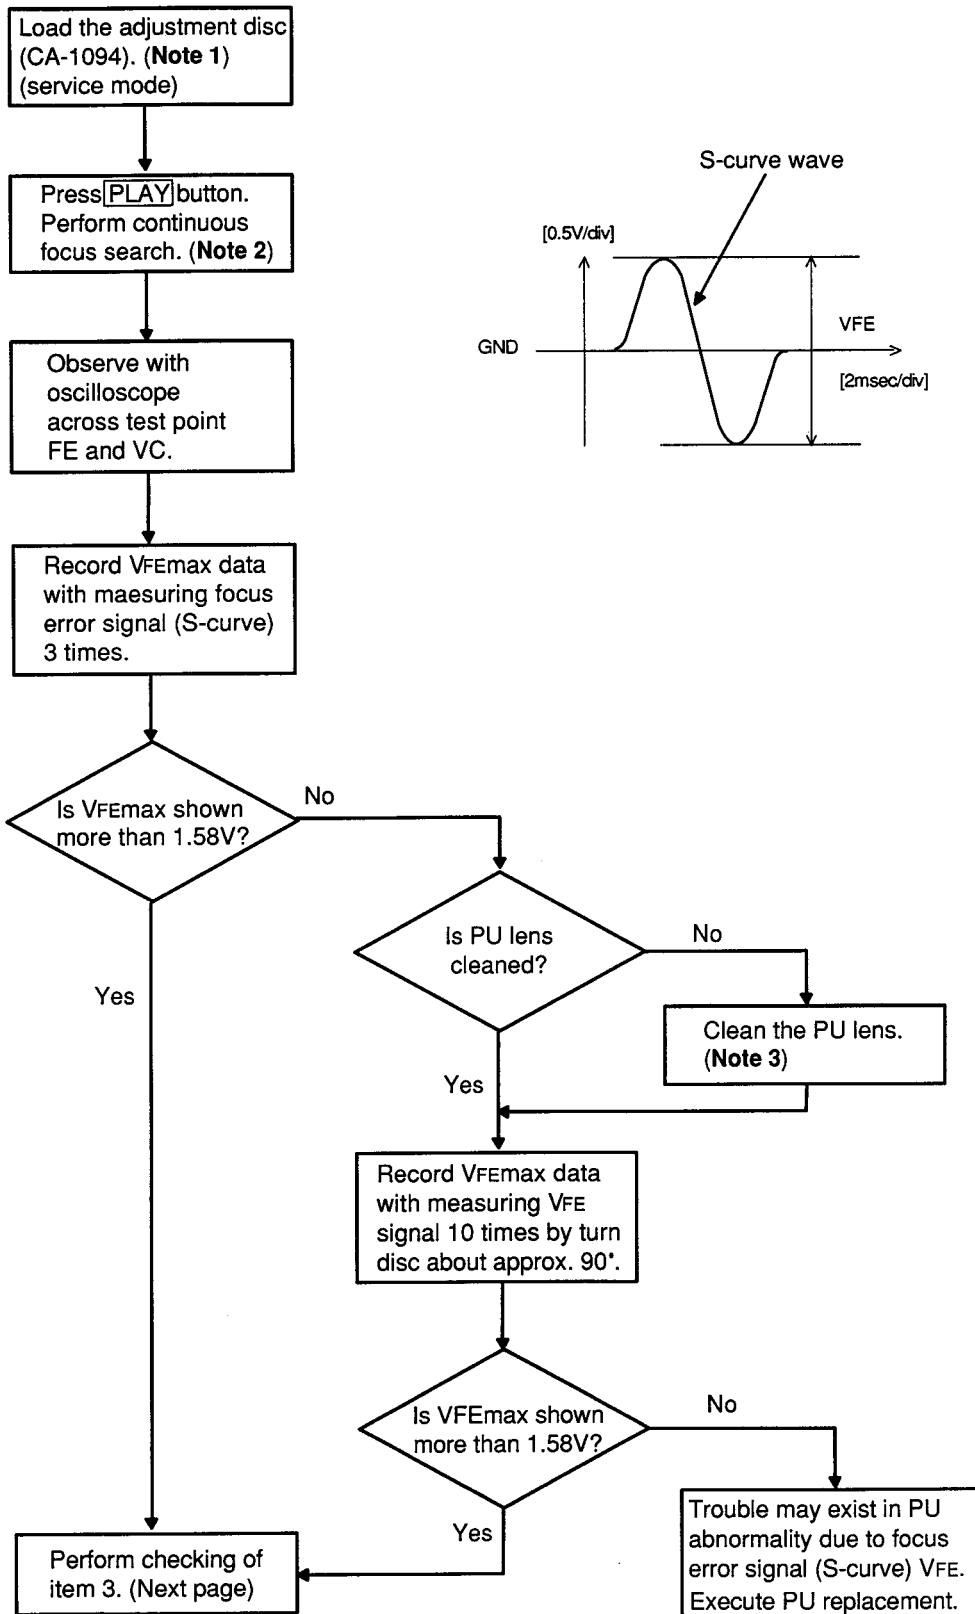 Load the adjustment disc
(CA-1094). (Note 1)
(service mode)
Press PLAY button.
Perform continuous
focus search. (Note 2)
S-curve wave
[0.5V/div]
GND
VFE
[2msec/div]
Observe with
oscilloscope
across test point
FE and VC.
Record VFEmax data
with maesuring focus
error signal (S-curve)
3 times.
Is VFEmax shown
more than 1.58V?
No
Yes
Is PU lens
cleaned?
No
Yes
Clean the PU lens.
(Note 3)
Record VFEmax data
with measuring VFE
signal 10 times by turn
disc about approx. 90°.
Is VFEmax shown
more than 1.58V?
No
Yes
Trouble may exist in PU
abnormality due to focus
error signal (S-curve) VFE.
Execute PU replacement.
Perform checking of
item 3. (Next page)